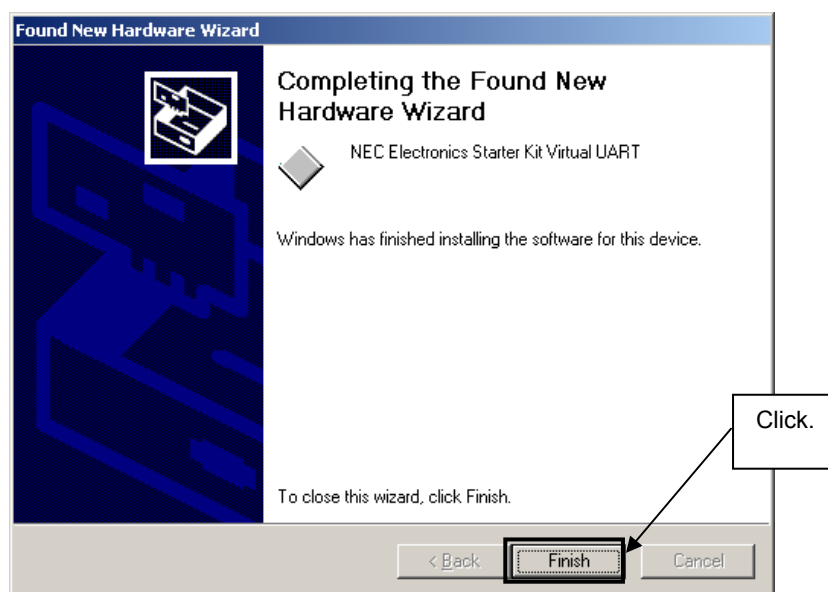 Found New Hardware Wizard
Completing the Found New
Hardware Wizard
NEC Electronics Starter Kit Virtual UART
Windows has finished installing the software for this device.
Click.
To close this wizard, click Finish.
< Back
Finish
Cancel